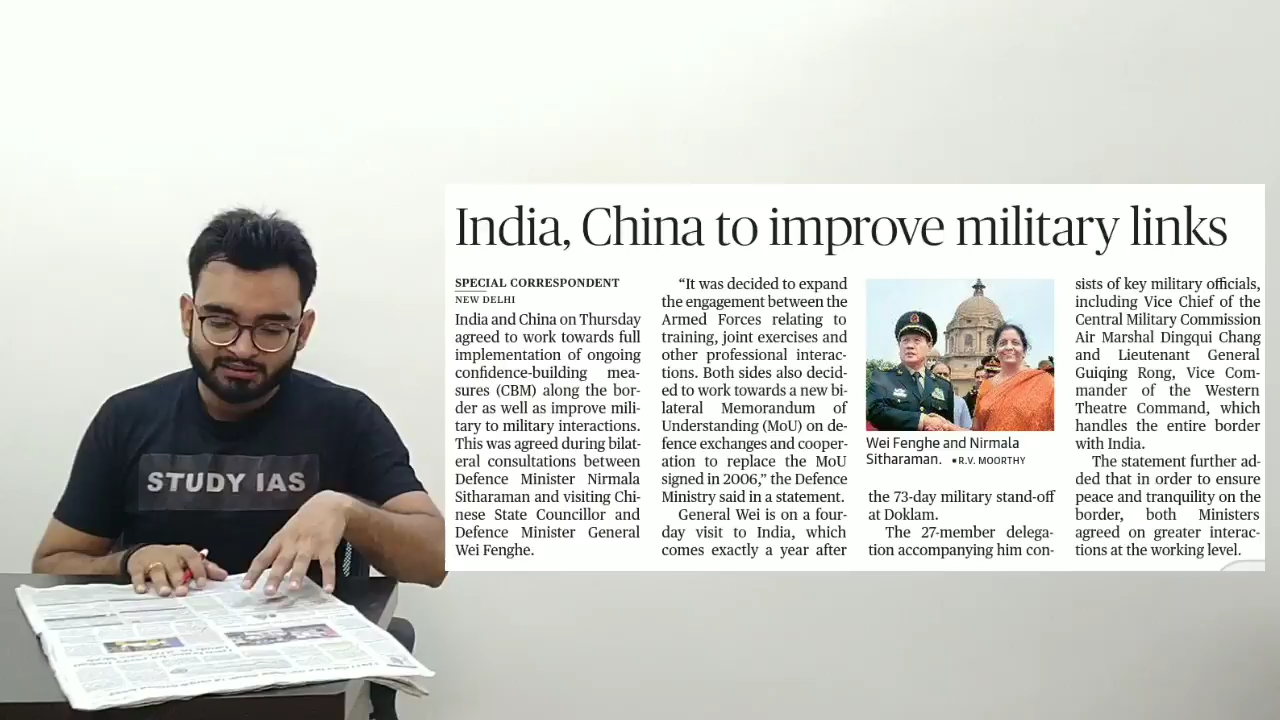 STUDY IAS
India, China to improve military links
SPECIAL CORRESPONDENT
NEW DELHI
India and China on Thursday
agreed to work towards full
implementation of ongoing
confidence-building mea-
sures (CBM) along the bor-
der as well as improve mili-
tary to military interactions.
This was agreed during bilat-
eral consultations between
Defence Minister Nirmala
Sitharaman and visiting Chi-
nese State Councillor and
Defence Minister General
Wei Fenghe.
“It was decided to expand
the engagement between the
Armed Forces relating to
training, joint exercises and
other professional interac-
tions. Both sides also decid-
ed to work towards a new bi-
lateral Memorandum of
Understanding (MoU) on de-
fence exchanges and cooper-
ation to replace the MoU
signed in 2006,” the Defence
Ministry said in a statement.
General Wei is on a four-
day visit to India, which
comes exactly a year after
Wei Fenghe and Nirmala
Sitharaman. •R.V. MOORTHY
the 73-day military stand-off
at Doklam.
The 27-member delega-
tion accompanying him con-
sists of key military officials,
including Vice Chief of the
Central Military Commission
Air Marshal Dingqui Chang
and Lieutenant General
Guiqing Rong, Vice Com-
mander of the Western
Theatre Command, which
handles the entire border
with India.
The statement further ad-
ded that in order to ensure
peace and tranquility on the
border, both Ministers
agreed on greater interac-
tions at the working level.